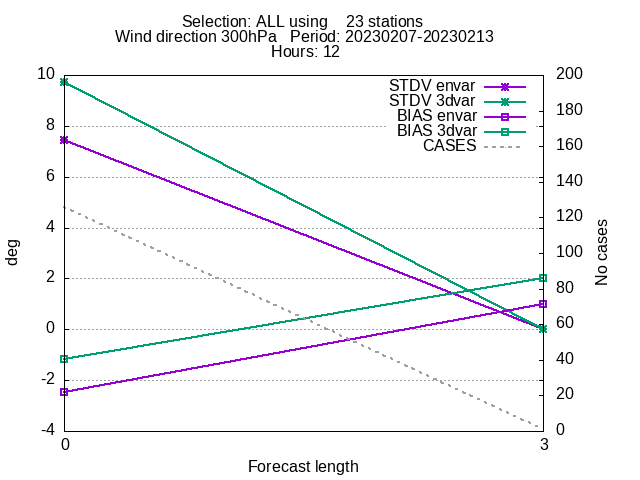 Selection: ALL using    23 stations
Wind direction 300hPa   Period: 20230207-20230213
Hours: 12
STDV envar
STDV 3dvar
BIAS envar
BIAS 3dvar
CASES
10
8
6
4
2
0
-2
-4
deg
200
180
160
140
120
100
80
60
40
20
0
No cases
0 3
Forecast length